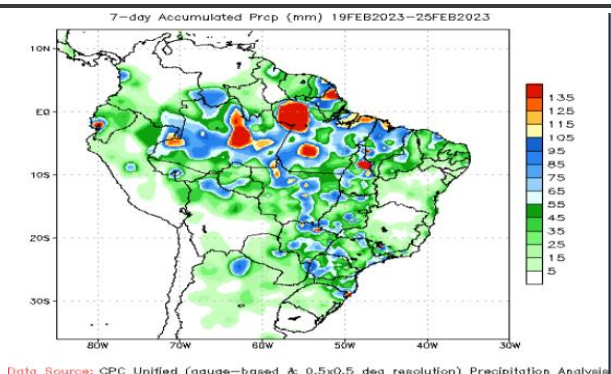 7-day Accumulated Prcp (mm) 19FEB2023-25FEB2023
10N
EQ
10S
20S
30S
80W 70W 60W 50W 40W 30W
135
125
115
105
95
85
75
65
55
45
35
25
15
5
Data Source: CPC Unified (gauge-based & 0.5x0.5 deg resolution) Precipitation Analysis